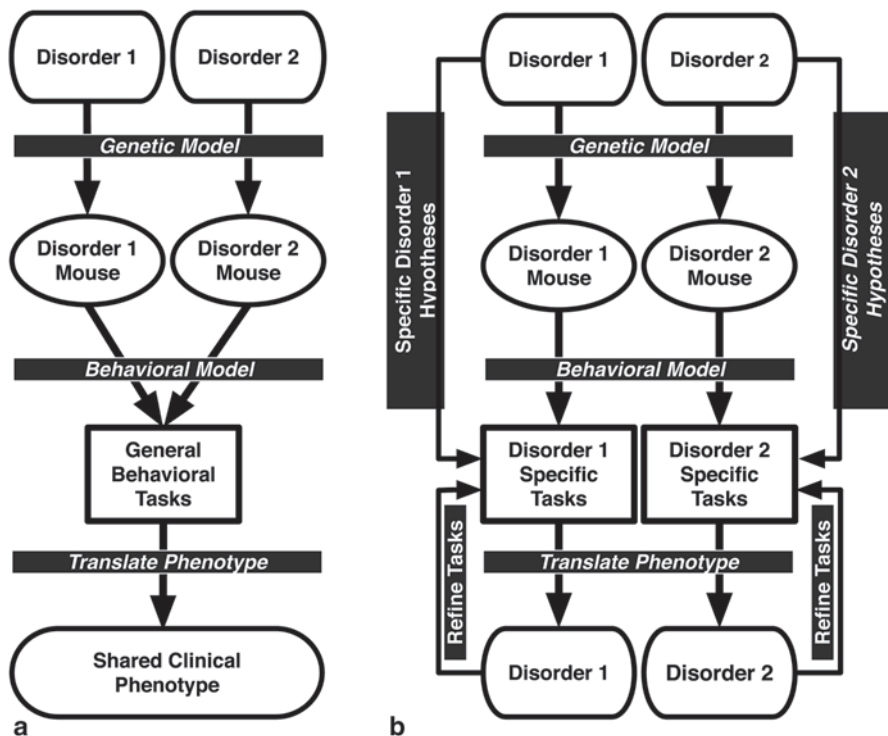 Disorder 1
Disorder 2
Genetic Model
Disorder 1
Mouse
Disorder 2
Mouse
Behavioral Model
General
Behavioral
Tasks
Translate Phenotype
Shared Clinical
Phenotype
a
Disorder 1
Disorder 2
Specific Disorder 1
Hypotheses
Genetic Model
Specific Disorder 2
Hypotheses
Disorder 1
Mouse
Disorder 2
Mouse
Behavioral Model
Disorder 1
Specific
Tasks
Disorder 2
Specific
Tasks
Refine Tasks
Translate Phenotype
Refine Tasks
Disorder 1
Disorder 2
b